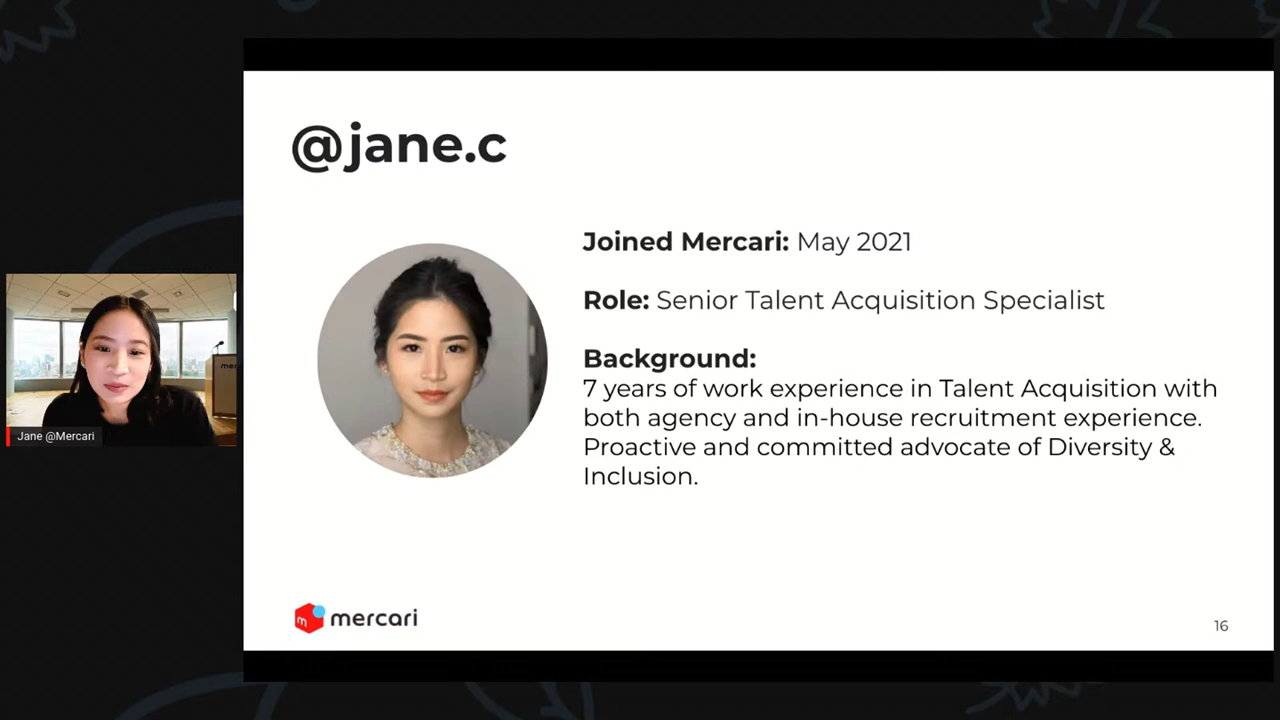 @jane.c
Joined Mercari: May 2021
Role: Senior Talent Acquisition Specialist
Background:
7 years of work experience in Talent Acquisition with
both agency and in-house recruitment experience.
Proactive and committed advocate of Diversity &
Inclusion.
mer
Jane @Mercari
m
mercari
16